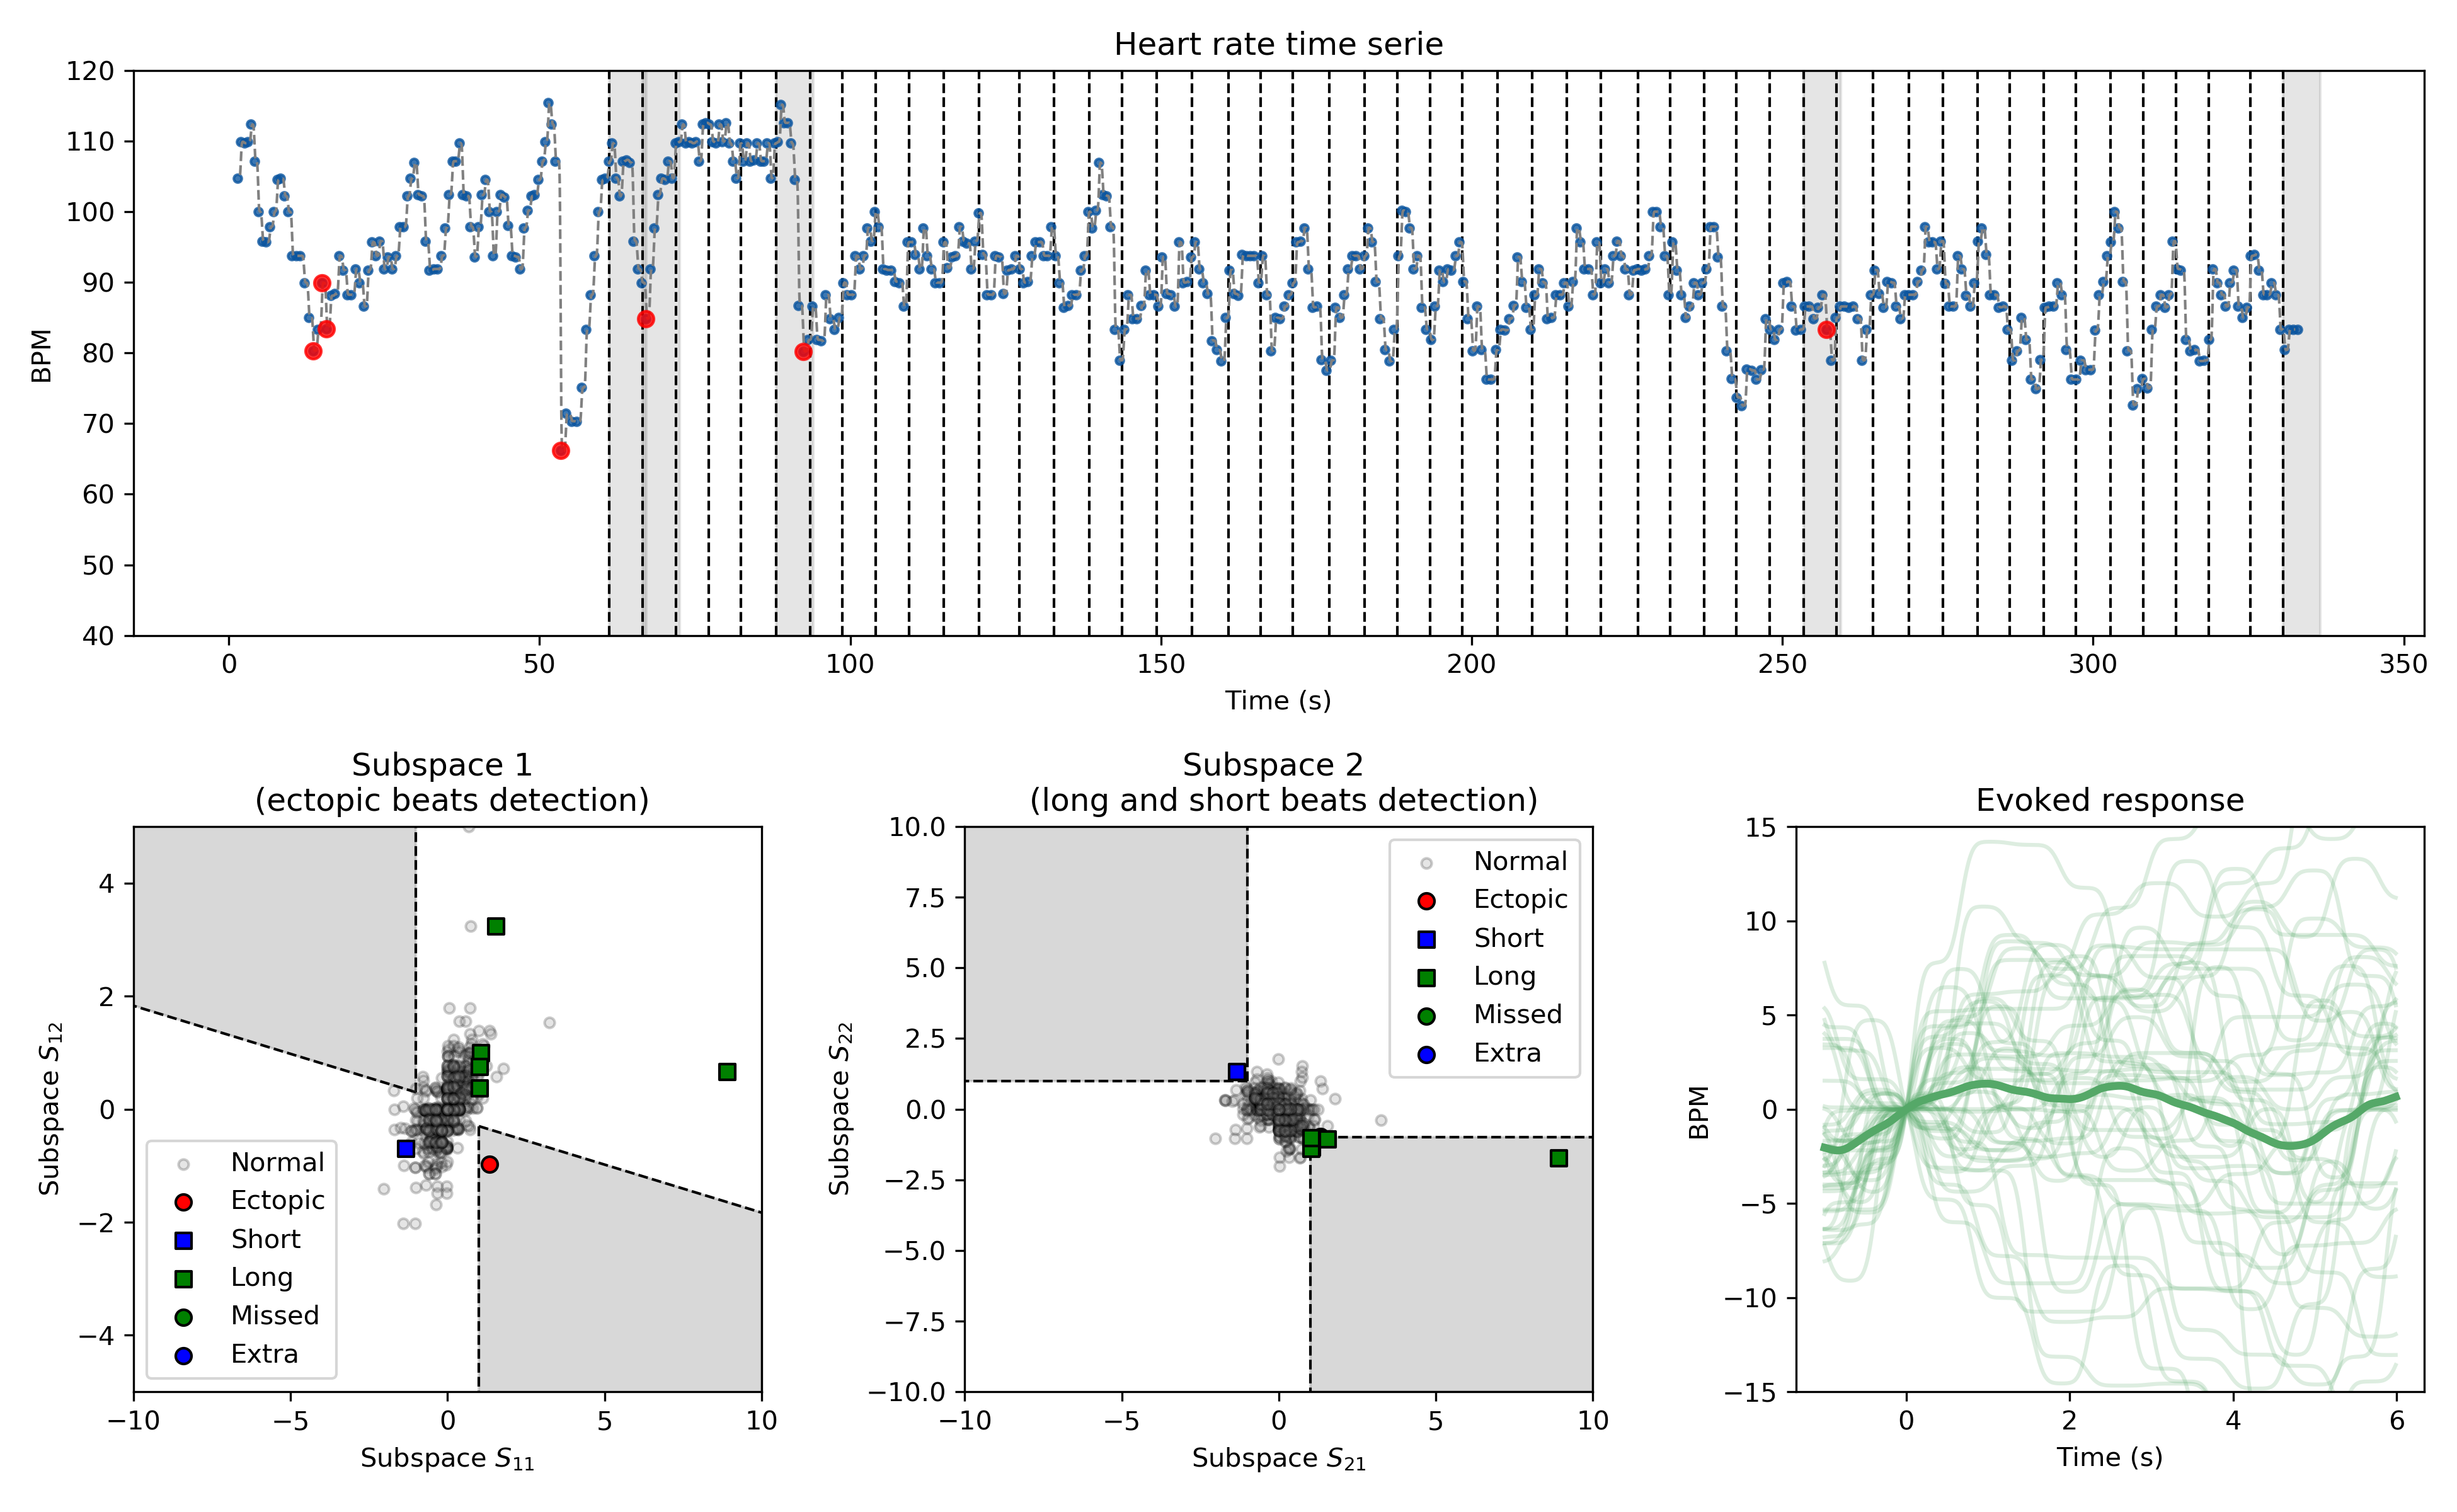 Heart rate time serie
120
110
100
90
80
70
60
50
40
BPM
0 50 100 150 200 250 300 350
Time (s)
Subspace 1
(ectopic beats detection)
4
2
0
−2
−4
Subspace S12
Normal
Ectopic
Short
Long
Missed
Extra
−10 −5 0 5 10
Subspace S11
Subspace 2
(long and short beats detection)
10.0
7.5
5.0
2.5
0.0
−2.5
−5.0
−7.5
−10.0
Subspace S22
Normal
Ectopic
Short
Long
Missed
Extra
−10 −5 0 5 10
Subspace S21
Evoked response
15
10
5
0
−5
−10
−15
BPM
0 2 4 6
Time (s)